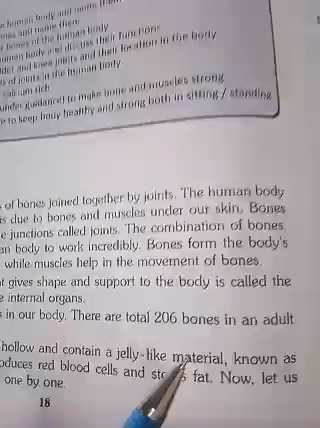 human body and name them
and name them
bones of the human body
human body and discuss their functions
and knee joints and their location in the body
of joints in the human body
calcium rich
under guidance) to make bone and muscles strong
to keep body healthy and strong both in sitting / standing
of bones joined together by joints. The human body
is due to bones and muscles under our skin. Bones
junctions called joints. The combination of bones,
body to work incredibly. Bones form the body's
while muscles help in the movement of bones.
gives shape and support to the body is called the
internal organs.
in our body. There are total 206 bones in an adult
hollow and contain a jelly-like material, known as
red blood cells and fat. Now, let us
one by one.
18